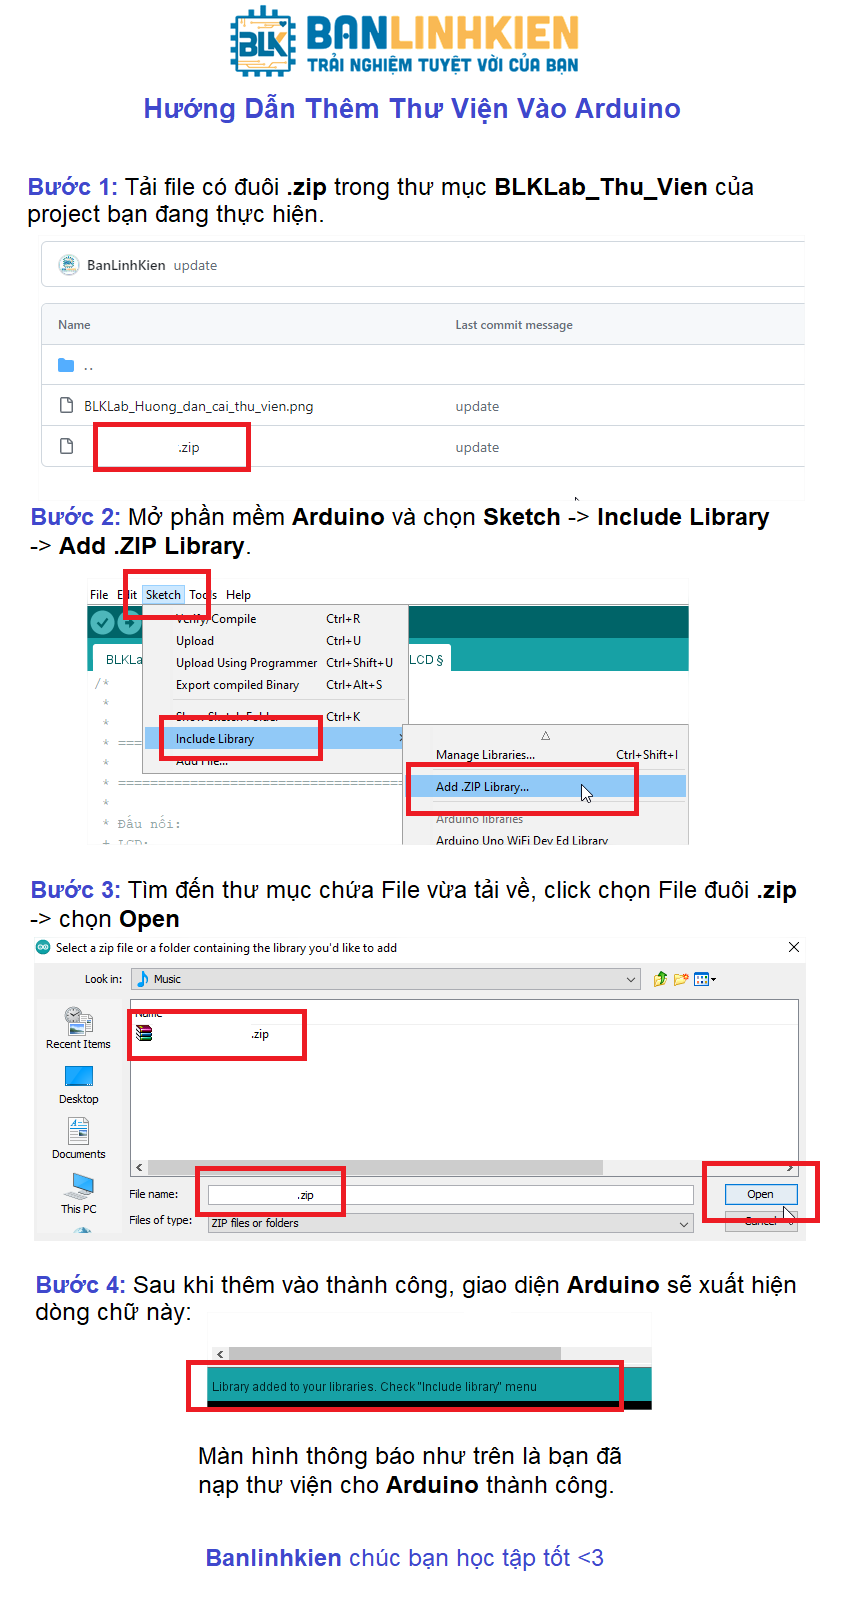 BLK BANLINHKIEN
TRẢI NGHIỆM TUYỆT VỜI CỦA BẠN
Hướng Dẫn Thêm Thư Viện Vào Arduino
Bước 1: Tải file có đuôi .zip trong thư mục BLKLab_Thu_Vien của
project bạn đang thực hiện.
BanLinhKien update
Name Last commit message
..
BLKLab_Huong_dan_cai_thu_vien.png update
.zip update
Bước 2: Mở phần mềm Arduino và chọn Sketch -> Include Library
-> Add .ZIP Library.
File Edit Sketch Tools Help
Verify/Compile Ctrl+R
Upload Ctrl+U
BLKLa Upload Using Programmer Ctrl+Shift+U LCD §
/* Export compiled Binary Ctrl+Alt+S
*
* Show Sketch Folder Ctrl+K
* === Include Library
* Add File...
Manage Libraries... Ctrl+Shift+I
* ====================================
Add .ZIP Library...
*
* Đấu nối: Arduino libraries
* LCD: Arduino Uno WiFi Dev Ed Library
Bước 3: Tìm đến thư mục chứa File vừa tải về, click chọn File đuôi .zip
-> chọn Open
Select a zip file or a folder containing the library you'd like to add
Look in: Music
Name
.zip
Recent Items
Desktop
Documents
This PC
File name: .zip Open
Files of type: ZIP files or folders Cancel
Bước 4: Sau khi thêm vào thành công, giao diện Arduino sẽ xuất hiện
dòng chữ này:
Library added to your libraries. Check "Include library" menu
Màn hình thông báo như trên là bạn đã
nạp thư viện cho Arduino thành công.
Banlinhkien chúc bạn học tập tốt <3